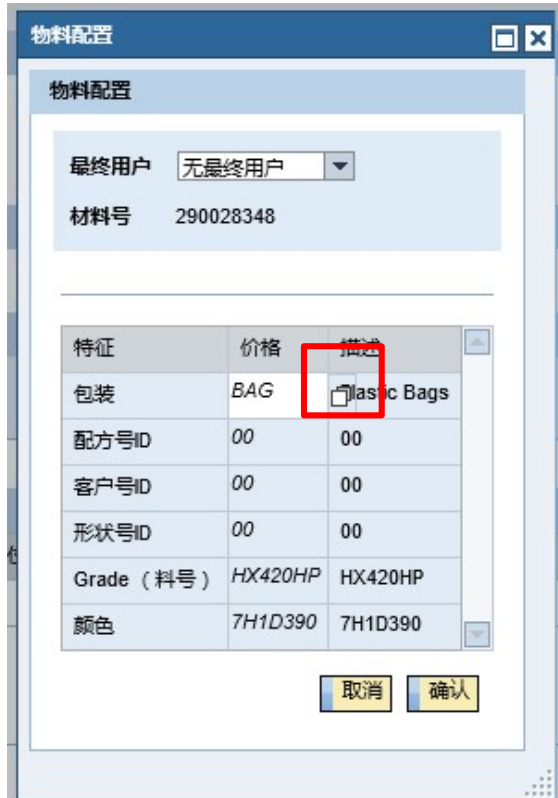 物料配置
物料配置
最终用户 无最终用户
材料号 290028348
特征 价格 描述
包装 BAG Plastic Bags
配方号ID 00 00
客户号ID 00 00
形状号ID 00 00
Grade（料号） HX420HP HX420HP
颜色 7H1D390 7H1D390
取消 确认